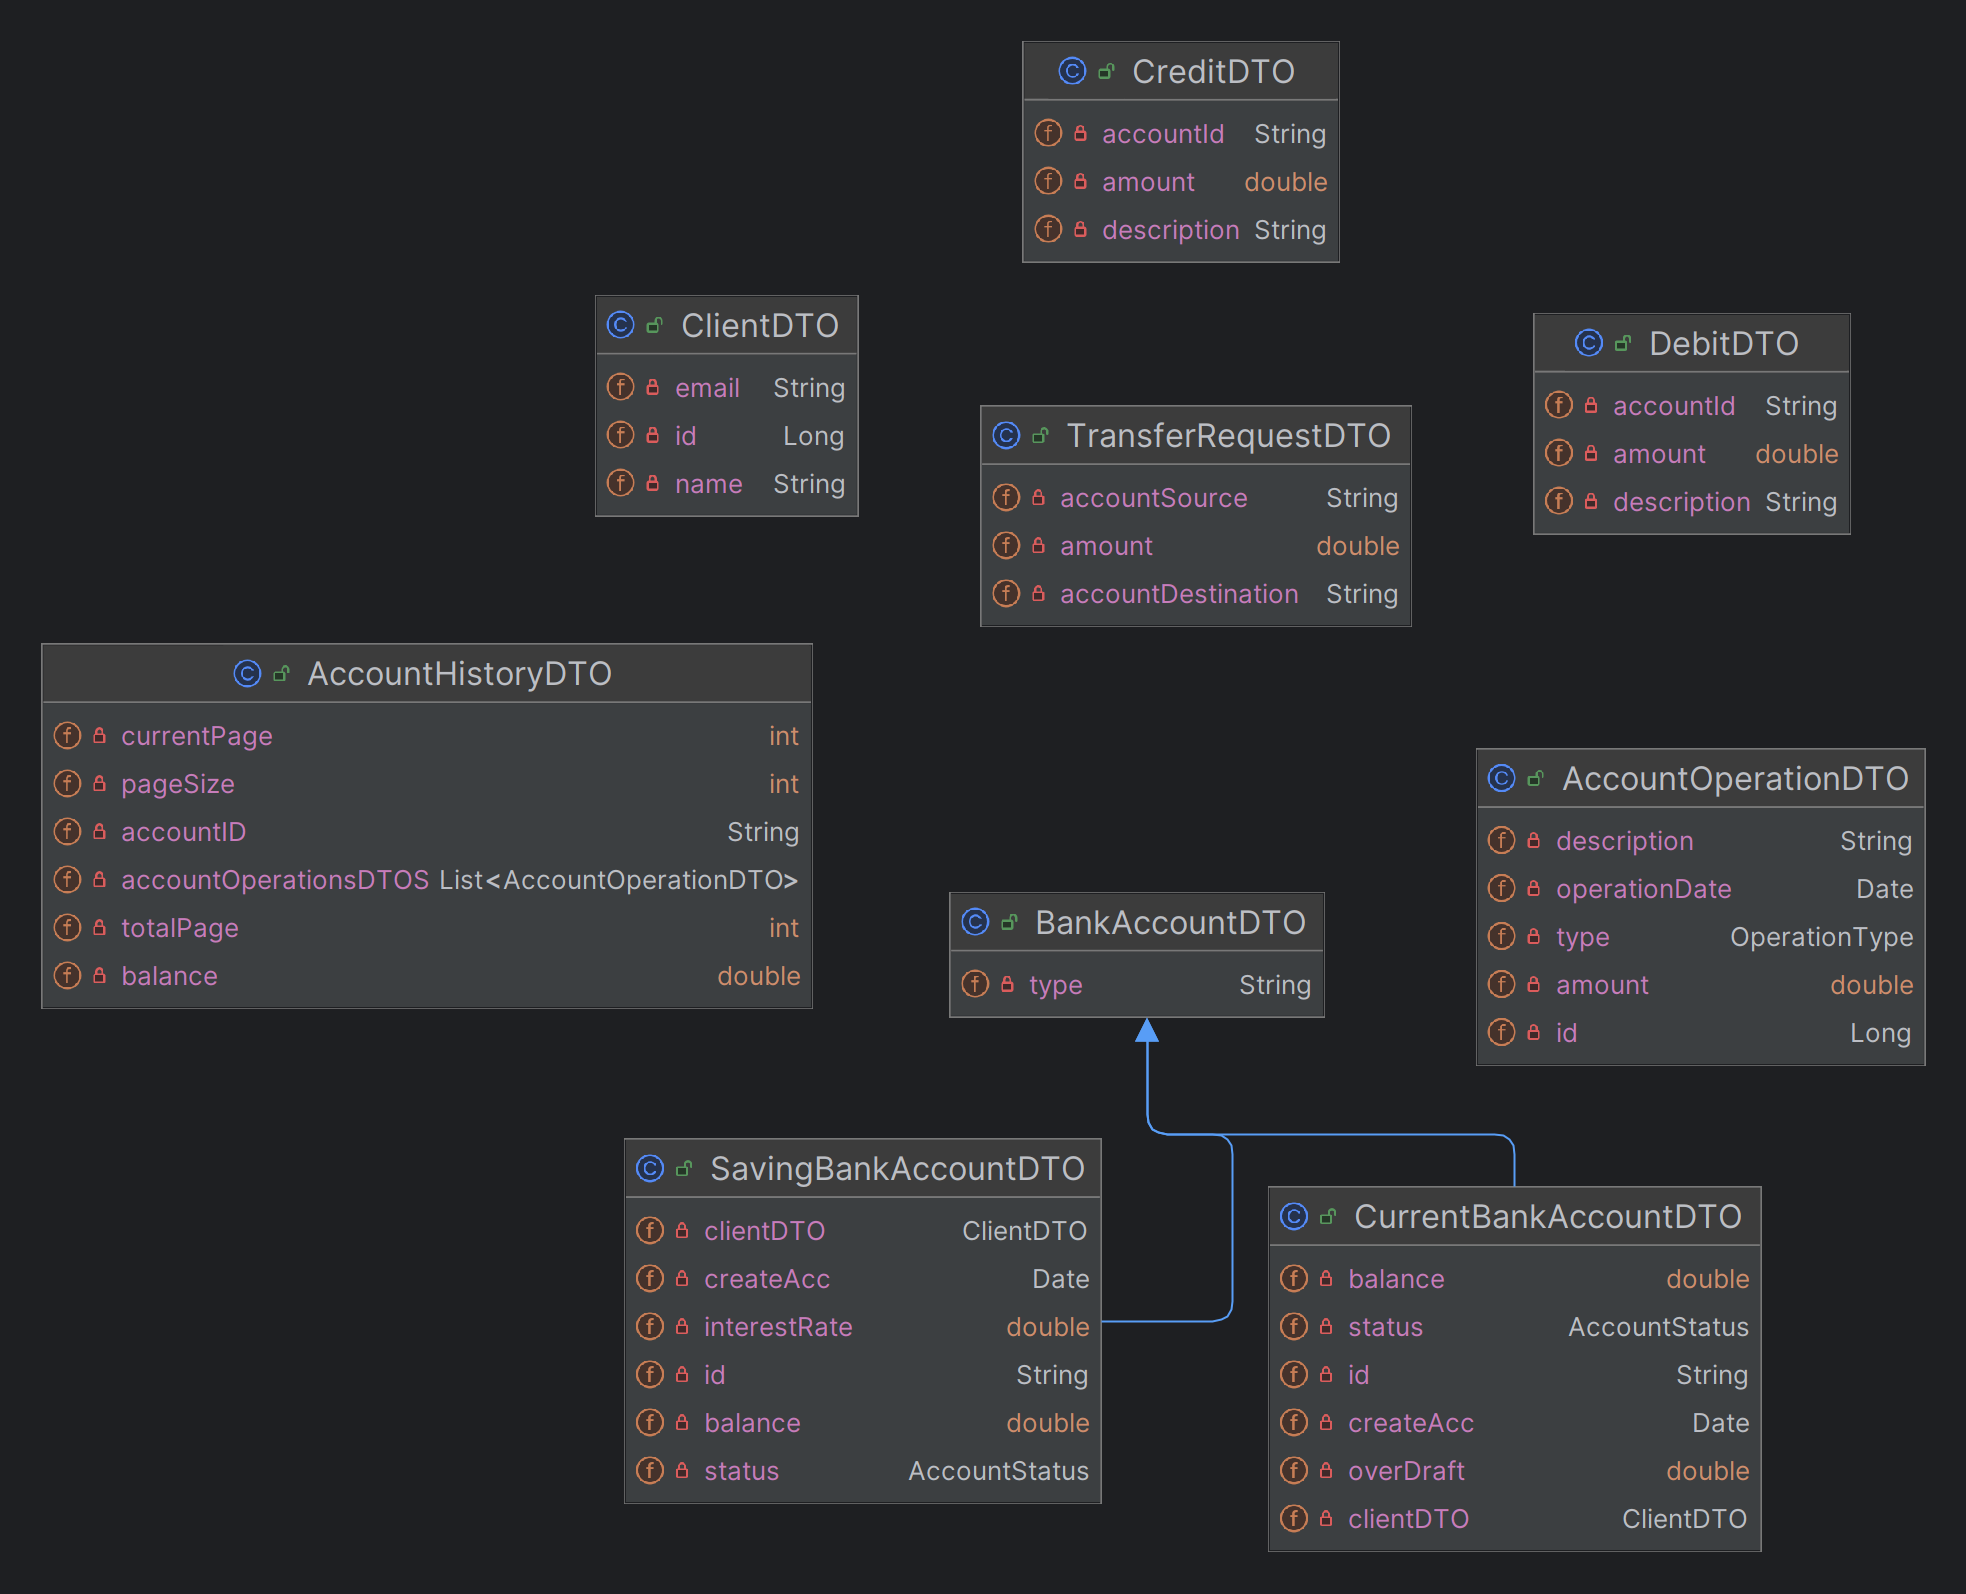 CreditDTO
accountId String
amount double
description String
ClientDTO
email String
id Long
name String
DebitDTO
accountId String
amount double
description String
TransferRequestDTO
accountSource String
amount double
accountDestination String
AccountHistoryDTO
currentPage int
pageSize int
accountID String
accountOperationsDTOS List<AccountOperationDTO>
totalPage int
balance double
AccountOperationDTO
description String
operationDate Date
type OperationType
amount double
id Long
BankAccountDTO
type String
SavingBankAccountDTO
clientDTO ClientDTO
createAcc Date
interestRate double
id String
balance double
status AccountStatus
CurrentBankAccountDTO
balance double
status AccountStatus
id String
createAcc Date
overDraft double
clientDTO ClientDTO